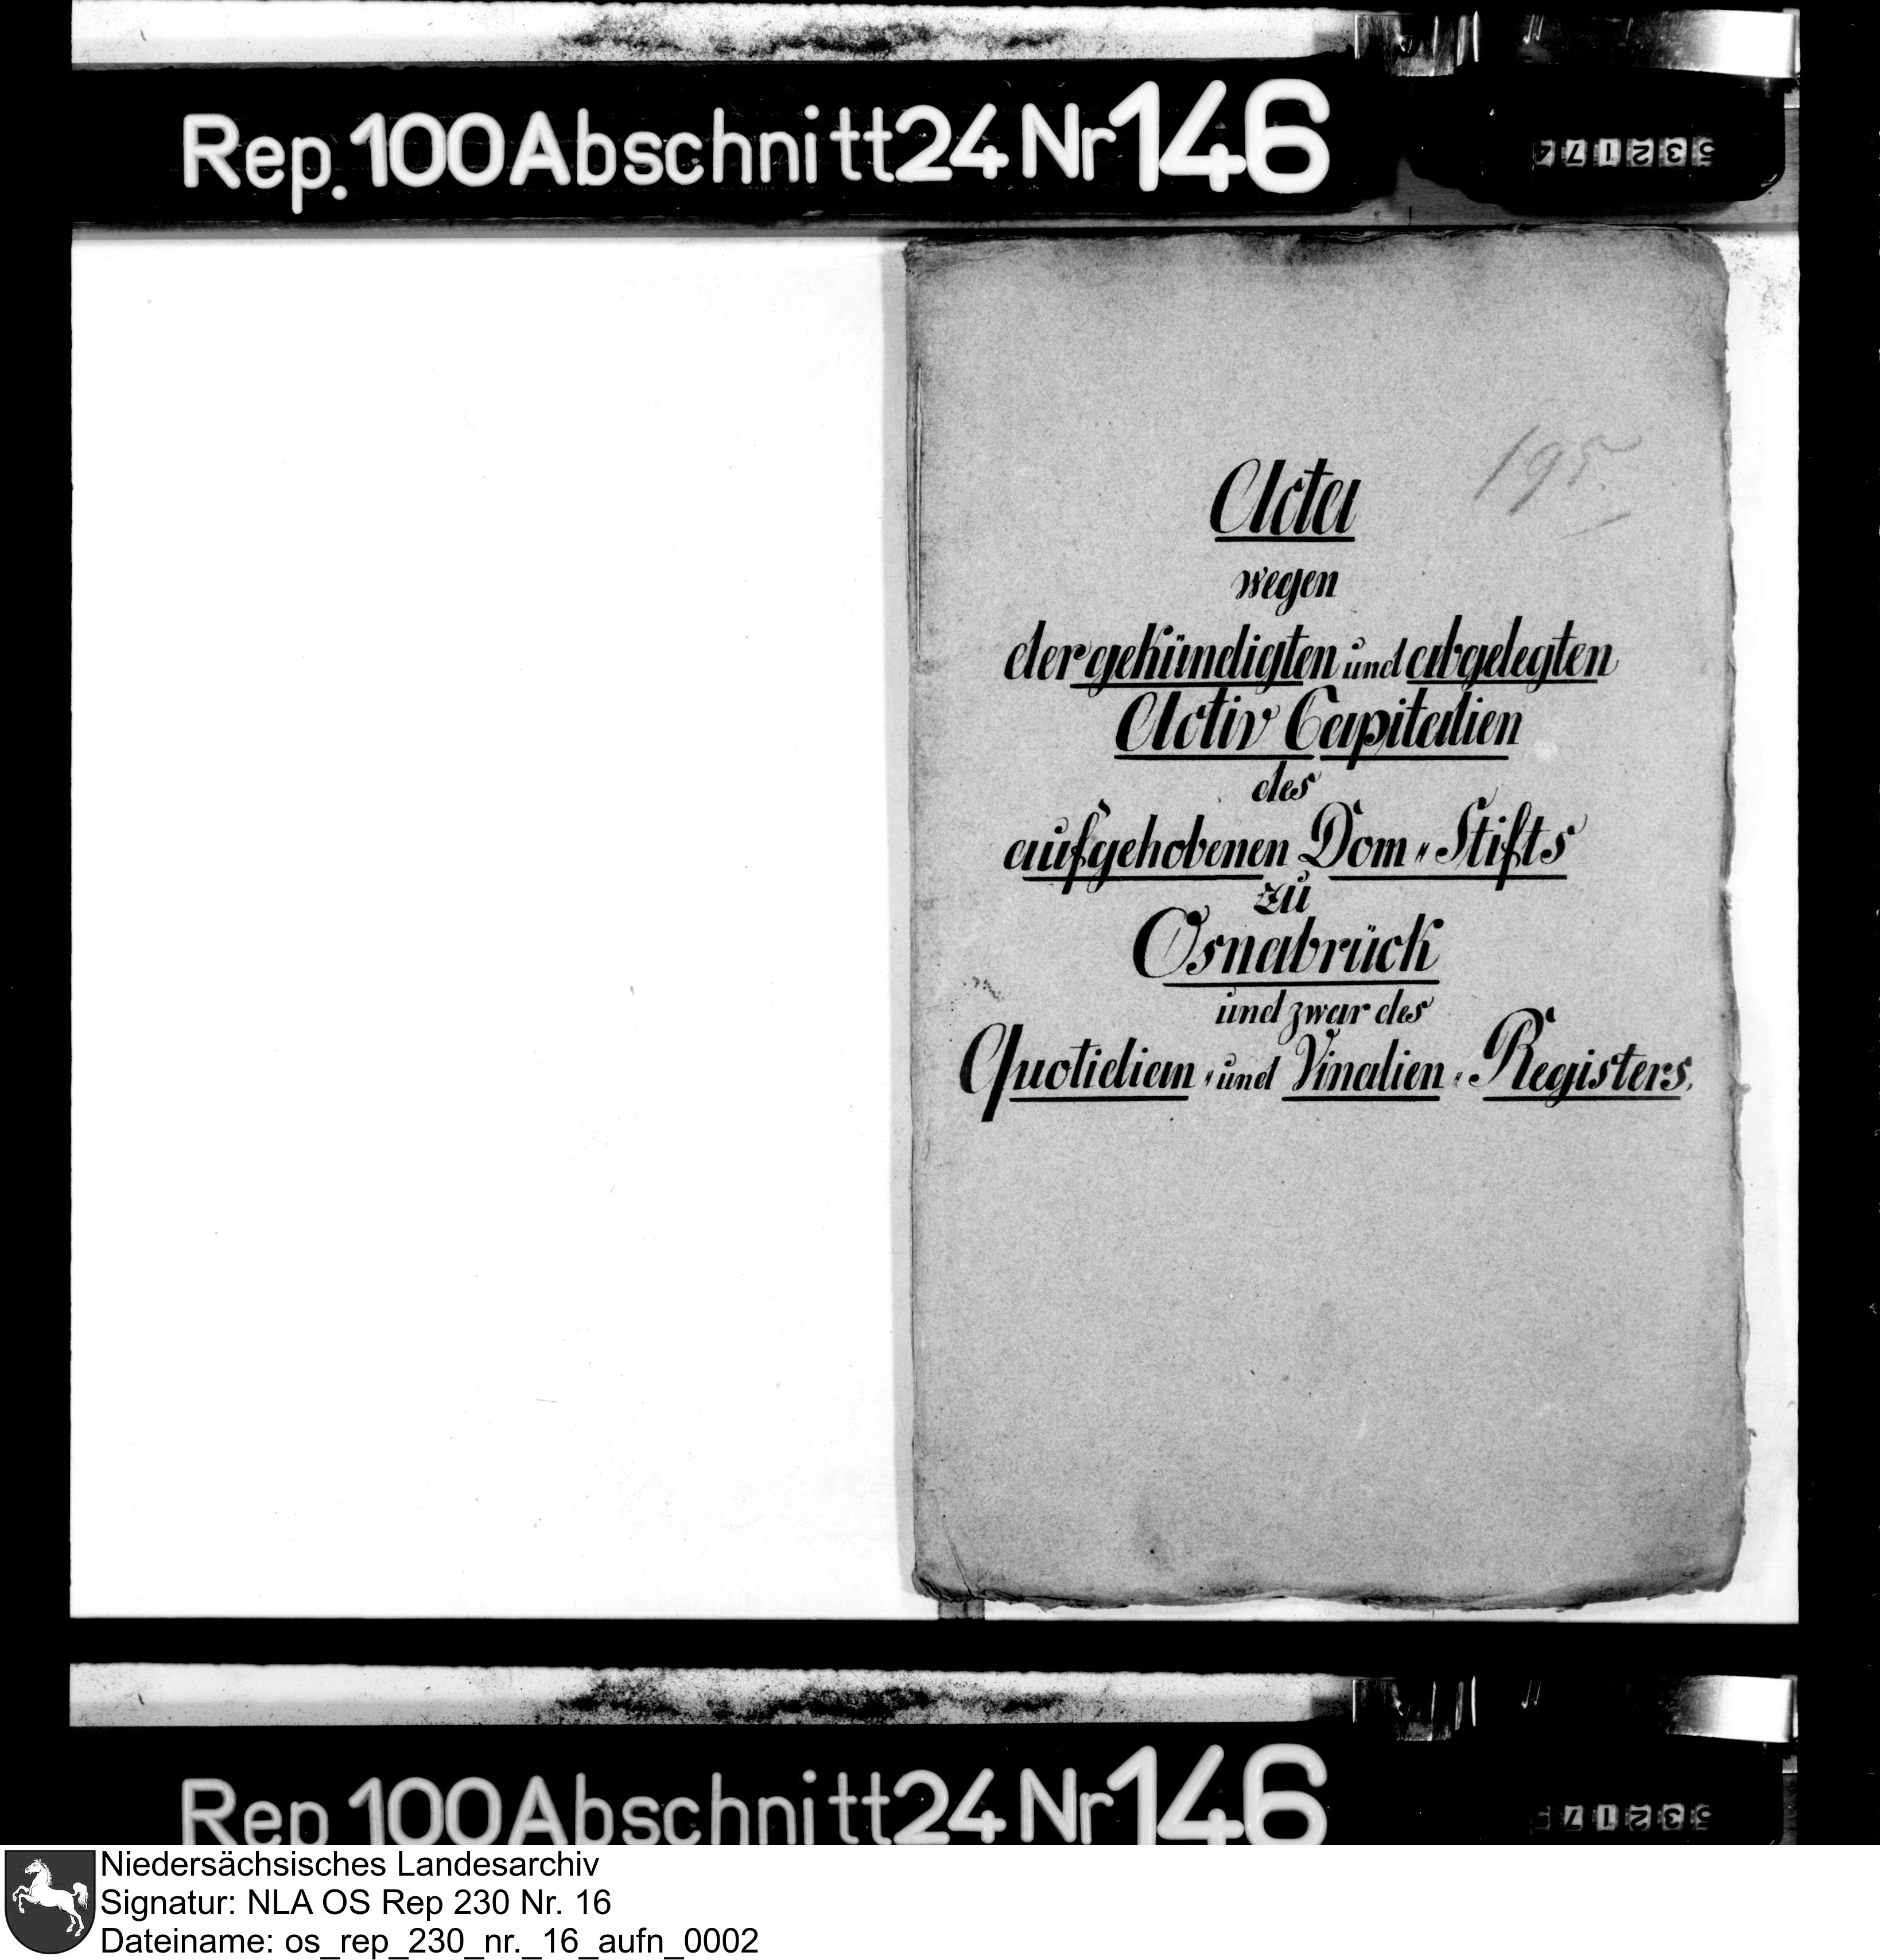 Rep. 100 Abschnitt 24 Nr 146
195.
Acta
wegen
der gekündigten und abgelegten
Activ Capitalien
des
aufgehobenen Dom „ Stifts
zu
Osnabrück
und zwar des
Quotidian „ und Vinalien „ Registers,
Rep 100 Abschnitt 24 Nr 146
Niedersächsisches Landesarchiv
Signatur: NLA OS Rep 230 Nr. 16
Dateiname: os_rep_230_nr._16_aufn_0002